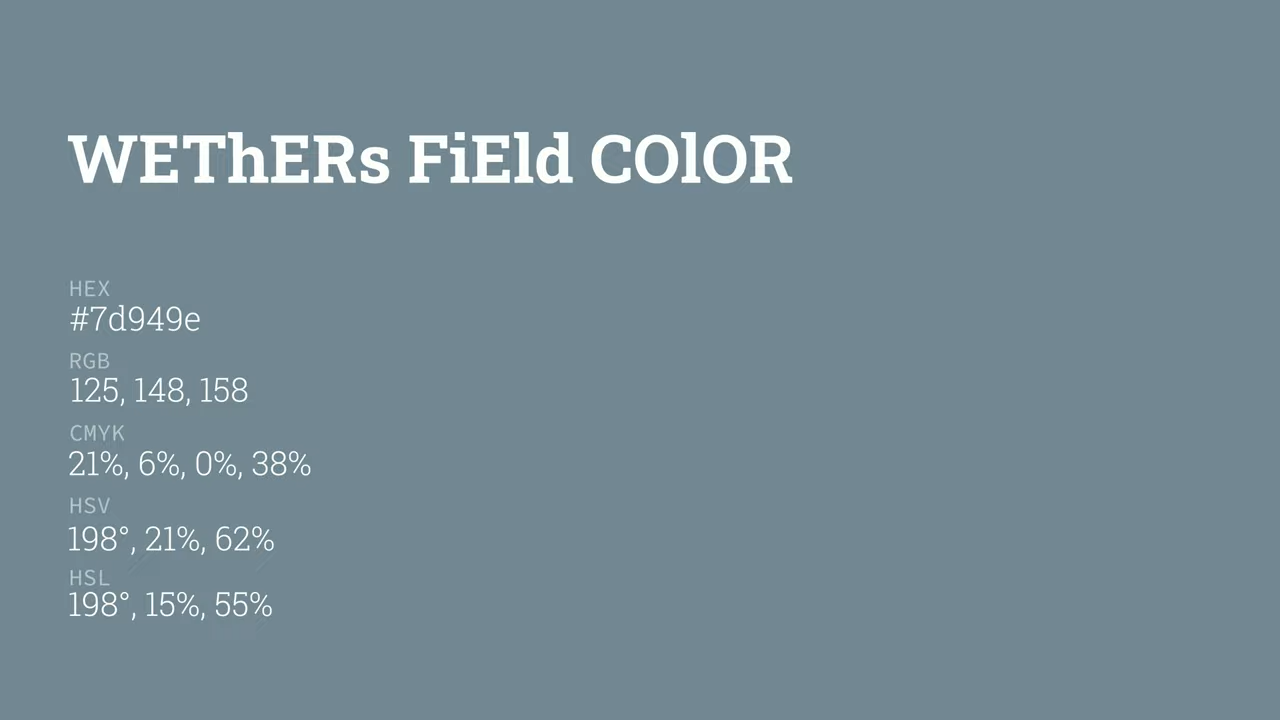 WEThERs FiEld COlOR
HEX
#7d949e
RGB
125, 148, 158
CMYK
21%, 6%, 0%, 38%
HSV
198°, 21%, 62%
HSL
198°, 15%, 55%